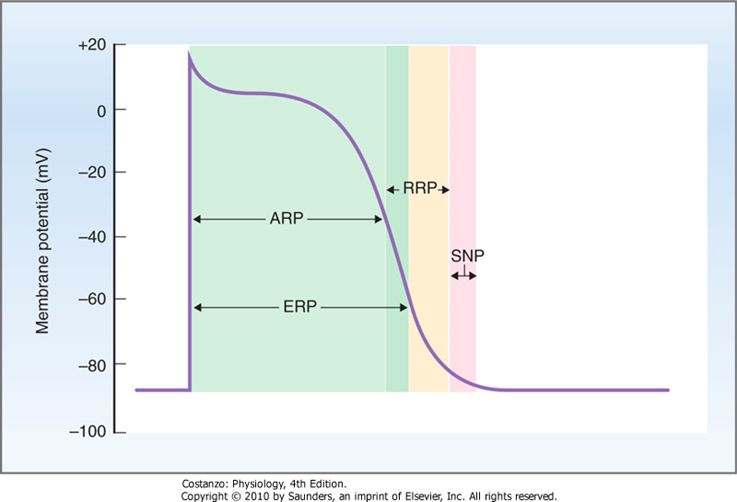 +20
0
−20
−40
−60
−80
−100
Membrane potential (mV)
RRP
ARP
SNP
ERP
Costanzo: Physiology, 4th Edition.
Copyright © 2010 by Saunders, an imprint of Elsevier, Inc. All rights reserved.